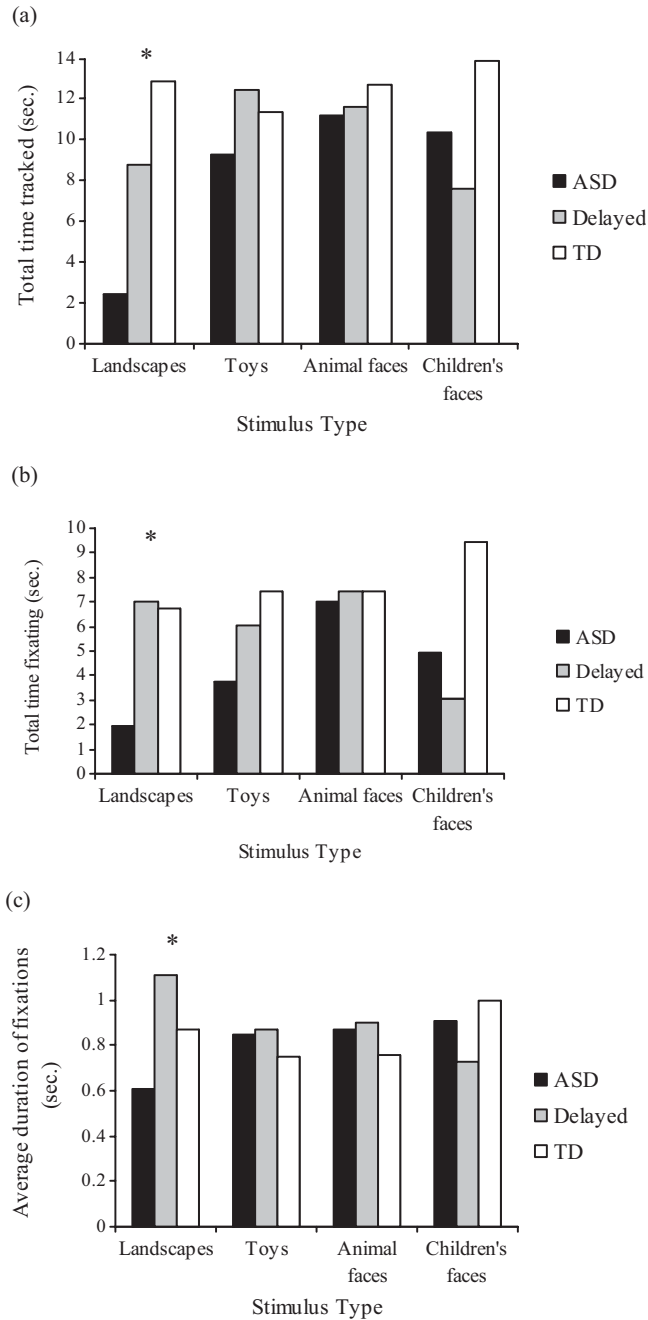 (a)
*
Total time tracked (sec.)
14
12
10
8
6
4
2
0
Landscapes
Toys
Animal faces
Children's
faces
Stimulus Type
ASD
Delayed
TD
(b)
*
Total time fixating (sec.)
10
9
8
7
6
5
4
3
2
1
0
Landscapes
Toys
Animal faces
Children's
faces
Stimulus Type
ASD
Delayed
TD
(c)
*
Average duration of fixations
(sec.)
1.2
1
0.8
0.6
0.4
0.2
0
Landscapes
Toys
Animal
faces
Children's
faces
Stimulus Type
ASD
Delayed
TD